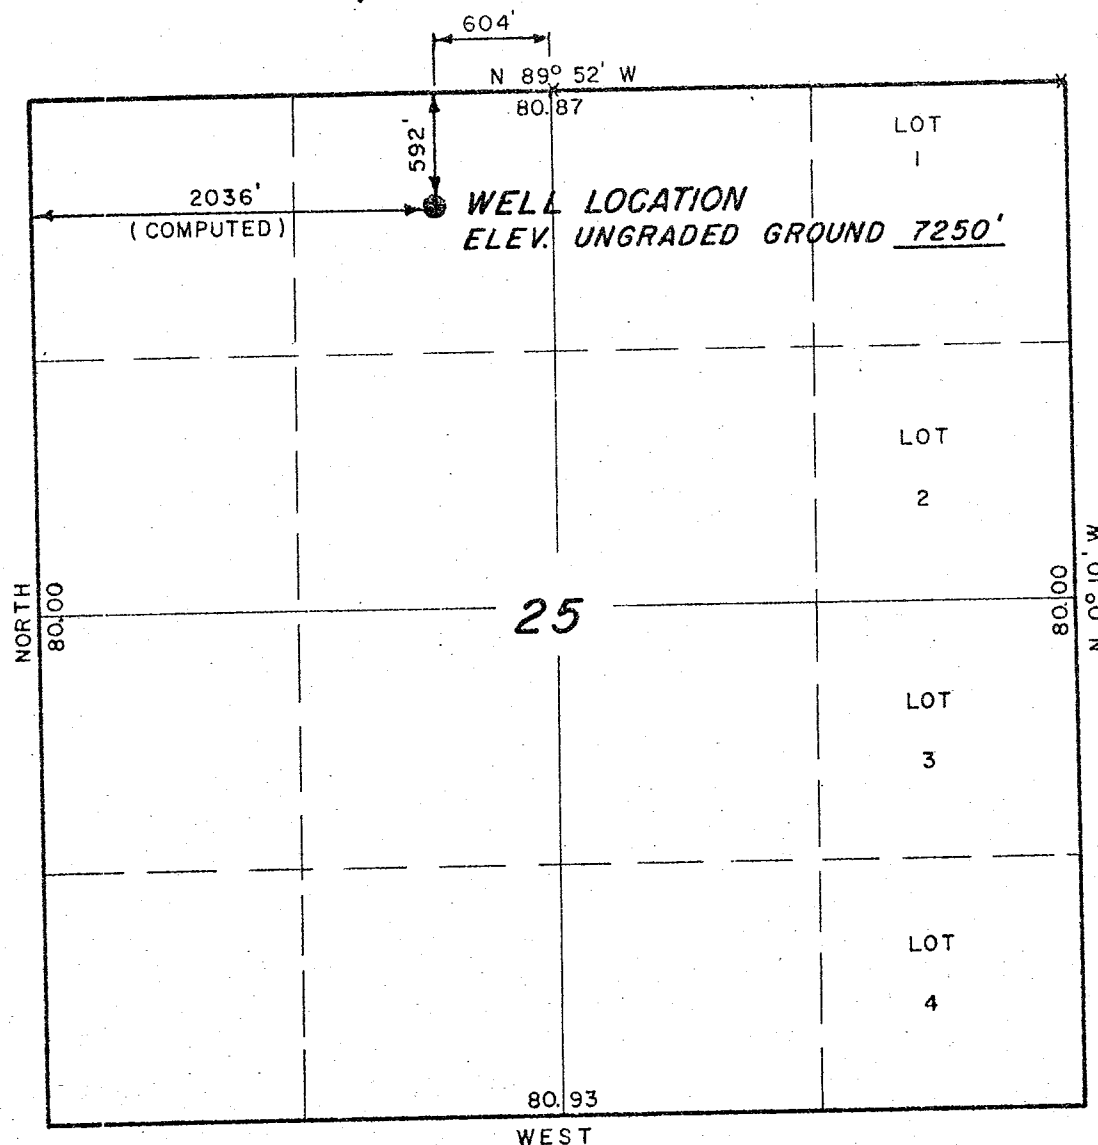 604'
N 89° 52' W
80.87
592'
LOT
1
2036'
(COMPUTED)
WELL LOCATION
ELEV. UNGRADED GROUND 7250'
LOT
2
NORTH
80.00
25
80.00
N 0° 10' W
LOT
3
LOT
4
80.93
WEST